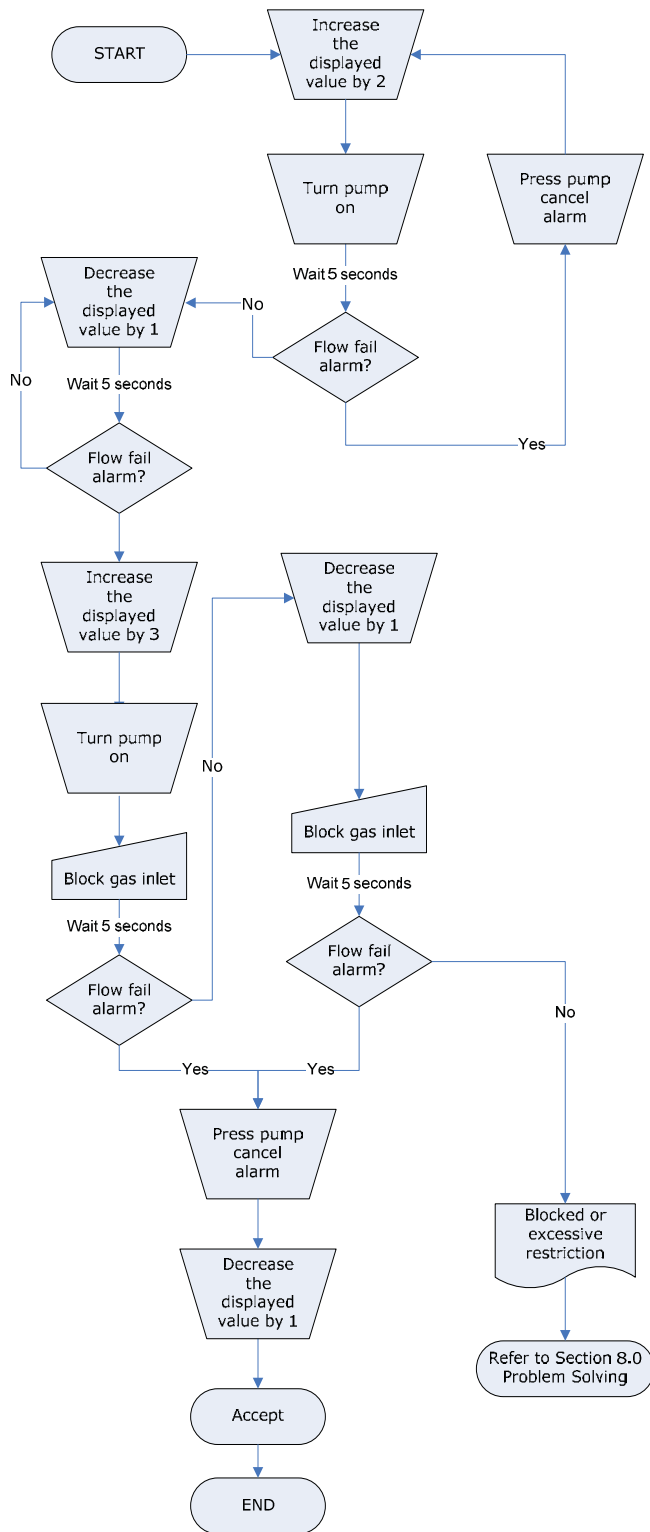 START
Increase
the
displayed
value by 2
Turn pump
on
Press pump
cancel
alarm
Wait 5 seconds
Flow fail
alarm?
No
Yes
Decrease
the
displayed
value by 1
Wait 5 seconds
No
Flow fail
alarm?
Increase
the
displayed
value by 3
Turn pump
on
Block gas inlet
Wait 5 seconds
Flow fail
alarm?
No
Decrease
the
displayed
value by 1
Block gas inlet
Wait 5 seconds
Flow fail
alarm?
No
Yes
Yes
Press pump
cancel
alarm
Decrease
the
displayed
value by 1
Accept
END
Blocked or
excessive
restriction
Refer to Section 8.0
Problem Solving